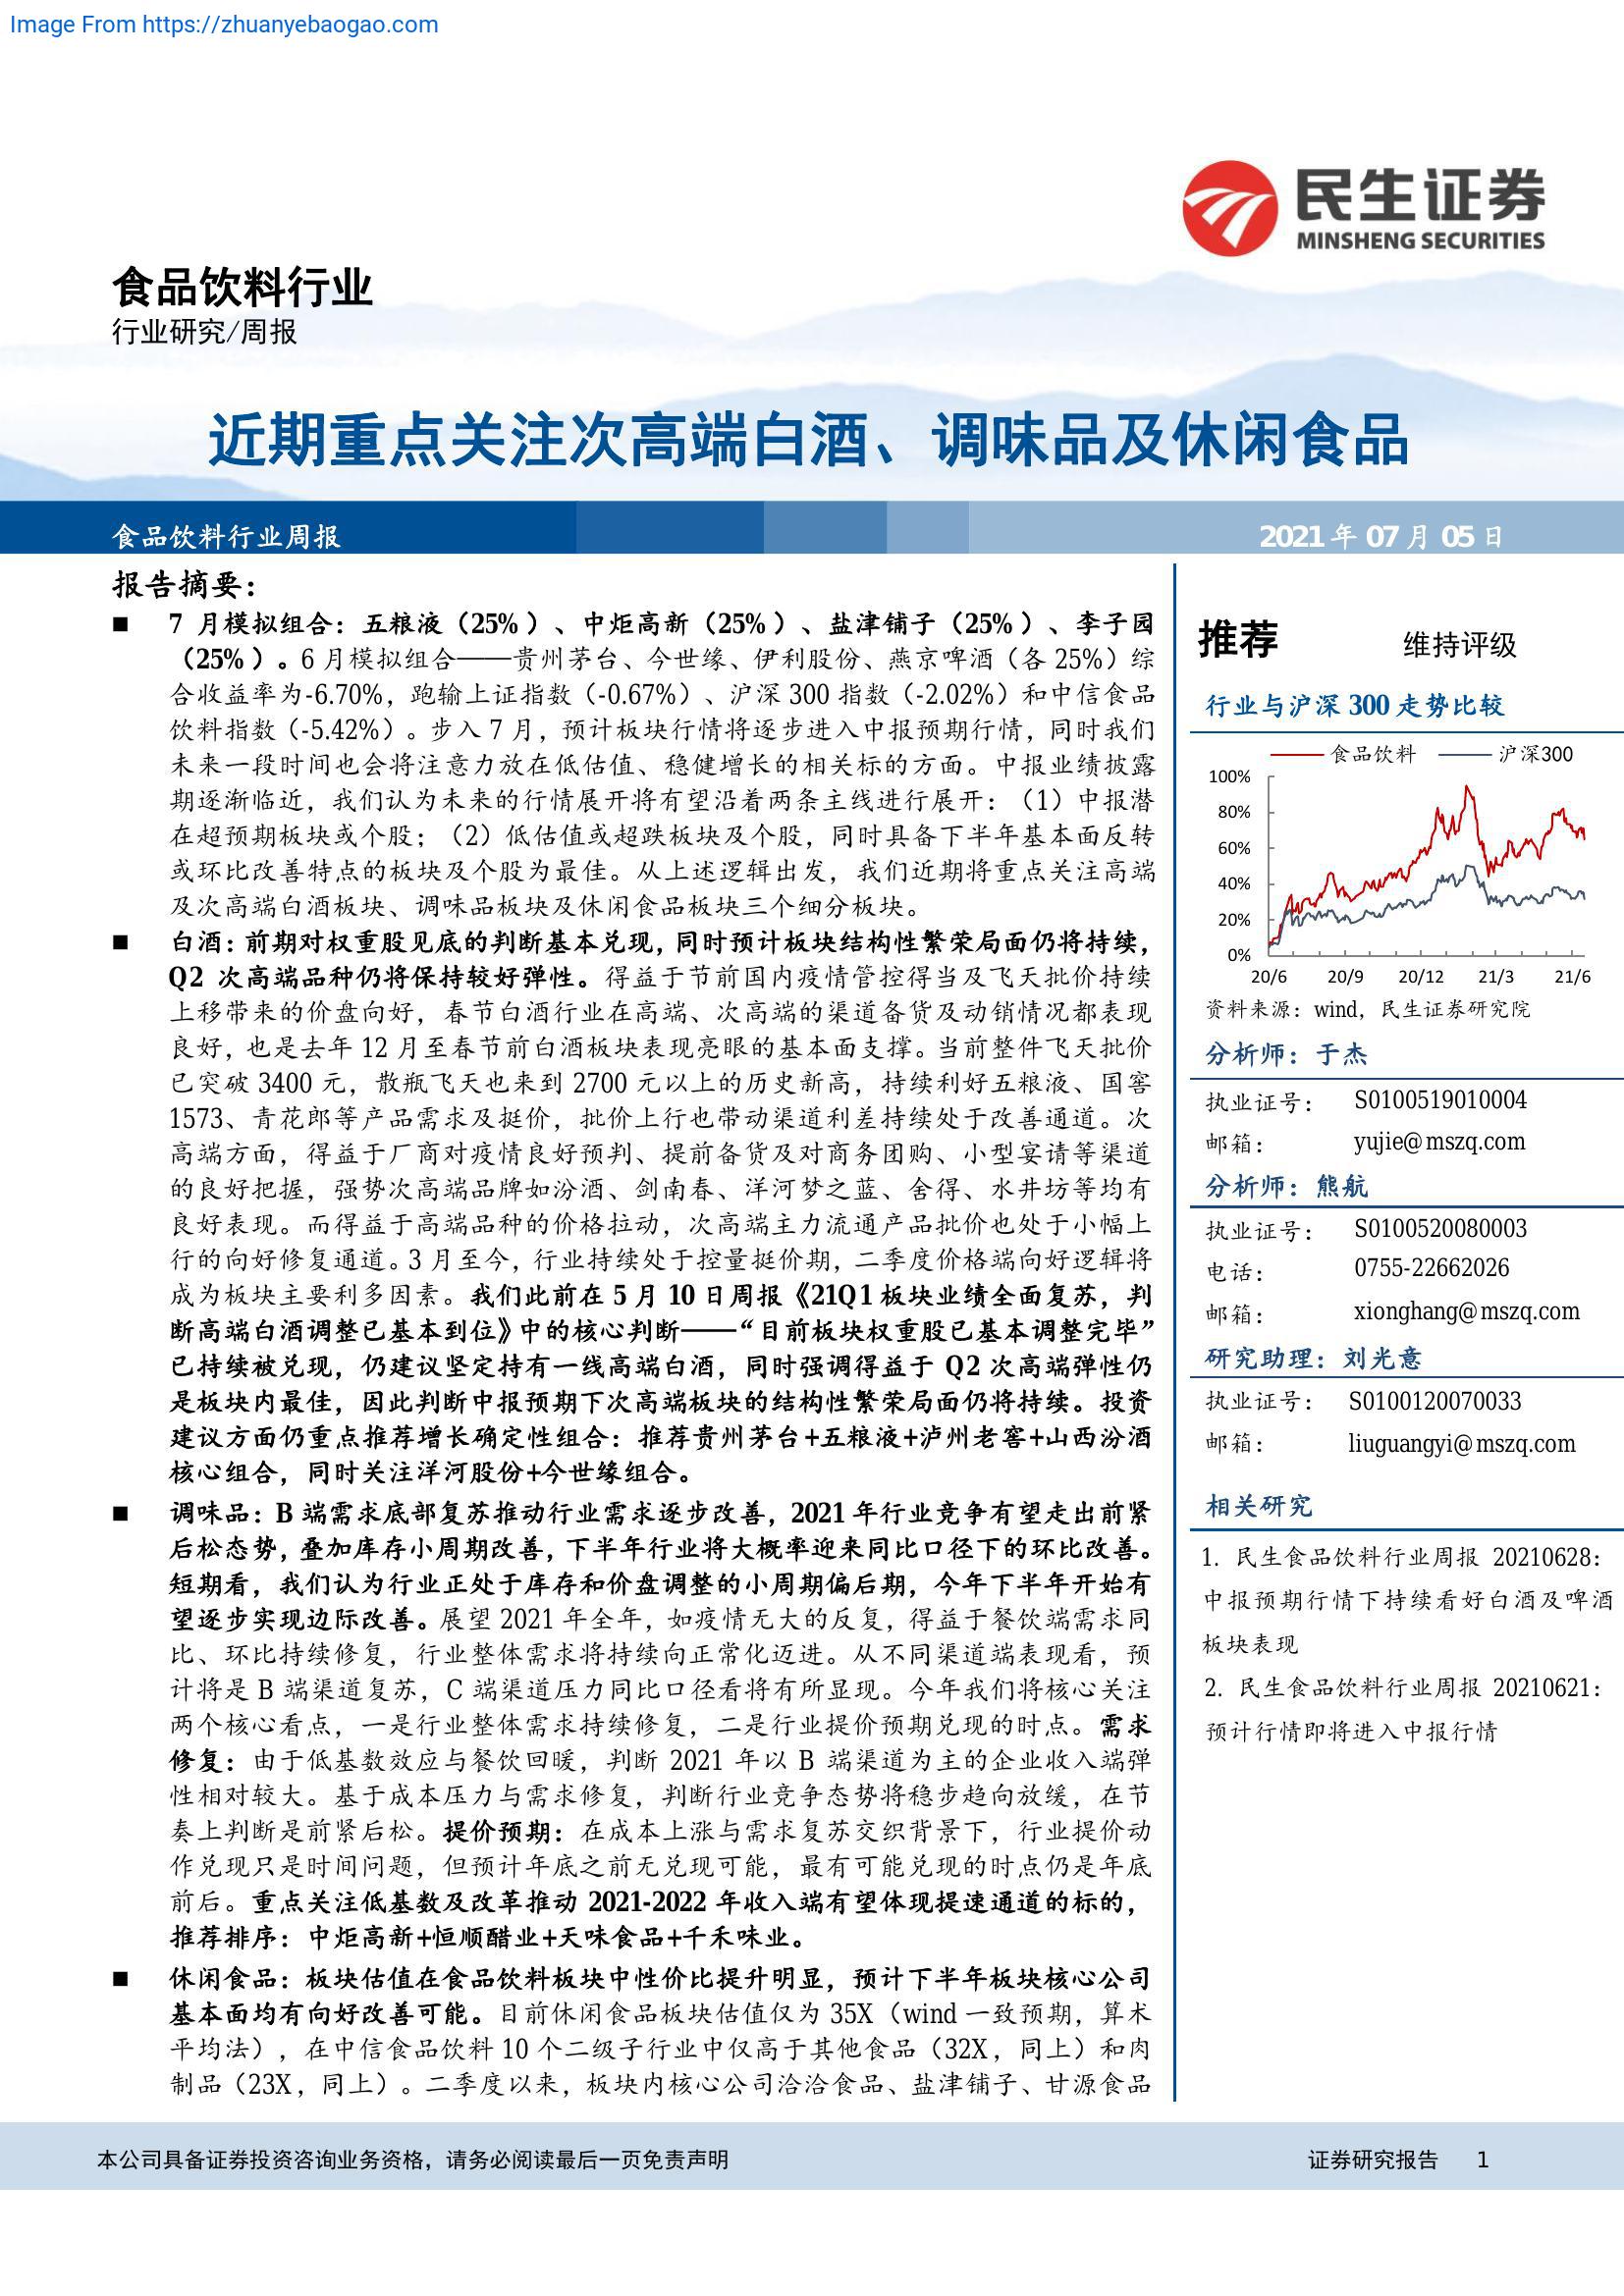 Image From https://zhuanyebaogao.com
民生证券
MINSHENG SECURITIES
食品饮料行业
行业研究/周报
近期重点关注次高端白酒、调味品及休闲食品
食品饮料行业周报
2021 年 07 月 05 日
报告摘要：
■ 7 月模拟组合：五粮液（25%）、中炬高新（25%）、盐津铺子（25%）、李子园
（25%）。6 月模拟组合——贵州茅台、今世缘、伊利股份、燕京啤酒（各 25%）综
合收益率为-6.70%，跑输上证指数（-0.67%）、沪深 300 指数（-2.02%）和中信食品
饮料指数（-5.42%）。步入 7 月，预计板块行情将逐步进入中报预期行情，同时我们
未来一段时间也会将注意力放在低估值、稳健增长的相关标的方面。中报业绩披露
期逐渐临近，我们认为未来的行情展开将有望沿着两条主线进行展开：（1）中报潜
在超预期板块或个股；（2）低估值或超跌板块及个股，同时具备下半年基本面反转
或环比改善特点的板块及个股为最佳。从上述逻辑出发，我们近期将重点关注高端
及次高端白酒板块、调味品板块及休闲食品板块三个细分板块。
■ 白酒：前期对权重股见底的判断基本兑现，同时预计板块结构性繁荣局面仍将持续，
Q2 次高端品种仍将保持较好弹性。得益于节前国内疫情管控得当及飞天批价持续
上移带来的价盘向好，春节白酒行业在高端、次高端的渠道备货及动销情况都表现
良好，也是去年 12 月至春节前白酒板块表现亮眼的基本面支撑。当前整件飞天批价
已突破 3400 元，散瓶飞天也来到 2700 元以上的历史新高，持续利好五粮液、国窖
1573、青花郎等产品需求及挺价，批价上行也带动渠道利差持续处于改善通道。次
高端方面，得益于厂商对疫情良好预判、提前备货及对商务团购、小型宴请等渠道
的良好把握，强势次高端品牌如汾酒、剑南春、洋河梦之蓝、舍得、水井坊等均有
良好表现。而得益于高端品种的价格拉动，次高端主力流通产品批价也处于小幅上
行的向好修复通道。3 月至今，行业持续处于控量挺价期，二季度价格端向好逻辑将
成为板块主要利多因素。我们此前在 5 月 10 日周报《21Q1 板块业绩全面复苏，判
断高端白酒调整已基本到位》中的核心判断——“目前板块权重股已基本调整完毕”
已持续被兑现，仍建议坚定持有一线高端白酒，同时强调得益于 Q2 次高端弹性仍
是板块内最佳，因此判断中报预期下次高端板块的结构性繁荣局面仍将持续。投资
建议方面仍重点推荐增长确定性组合：推荐贵州茅台+五粮液+泸州老窖+山西汾酒
核心组合，同时关注洋河股份+今世缘组合。
■ 调味品：B 端需求底部复苏推动行业需求逐步改善，2021 年行业竞争有望走出前紧
后松态势，叠加库存小周期改善，下半年行业将大概率迎来同比口径下的环比改善。
短期看，我们认为行业正处于库存和价盘调整的小周期偏后期，今年下半年开始有
望逐步实现边际改善。展望 2021 年全年，如疫情无大的反复，得益于餐饮端需求同
比、环比持续修复，行业整体需求将持续向正常化迈进。从不同渠道端表现看，预
计将是 B 端渠道复苏，C 端渠道压力同比口径看将有所显现。今年我们将核心关注
两个核心看点，一是行业整体需求持续修复，二是行业提价预期兑现的时点。需求
修复：由于低基数效应与餐饮回暖，判断 2021 年以 B 端渠道为主的企业收入端弹
性相对较大。基于成本压力与需求修复，判断行业竞争态势将稳步趋向放缓，在节
奏上判断是前紧后松。提价预期：在成本上涨与需求复苏交织背景下，行业提价动
作兑现只是时间问题，但预计年底之前无兑现可能，最有可能兑现的时点仍是年底
前后。重点关注低基数及改革推动 2021-2022 年收入端有望体现提速通道的标的，
推荐排序：中炬高新+恒顺醋业+天味食品+千禾味业。
■ 休闲食品：板块估值在食品饮料板块中性价比提升明显，预计下半年板块核心公司
基本面均有向好改善可能。目前休闲食品板块估值仅为 35X（wind 一致预期，算术
平均法），在中信食品饮料 10 个二级子行业中仅高于其他食品（32X，同上）和肉
制品（23X，同上）。二季度以来，板块内核心公司洽洽食品、盐津铺子、甘源食品
推荐 维持评级
行业与沪深 300 走势比较
食品饮料 沪深300
100%
80%
60%
40%
20%
0%
20/6 20/9 20/12 21/3 21/6
资料来源：wind，民生证券研究院
分析师：于杰
执业证号： S0100519010004
邮箱： yujie@mszq.com
分析师：熊航
执业证号： S0100520080003
电话： 0755-22662026
邮箱： xionghang@mszq.com
研究助理：刘光意
执业证号： S0100120070033
邮箱： liuguangyi@mszq.com
相关研究
1. 民生食品饮料行业周报 20210628：
中报预期行情下持续看好白酒及啤酒
板块表现
2. 民生食品饮料行业周报 20210621：
预计行情即将进入中报行情
本公司具备证券投资咨询业务资格，请务必阅读最后一页免责声明
证券研究报告 1